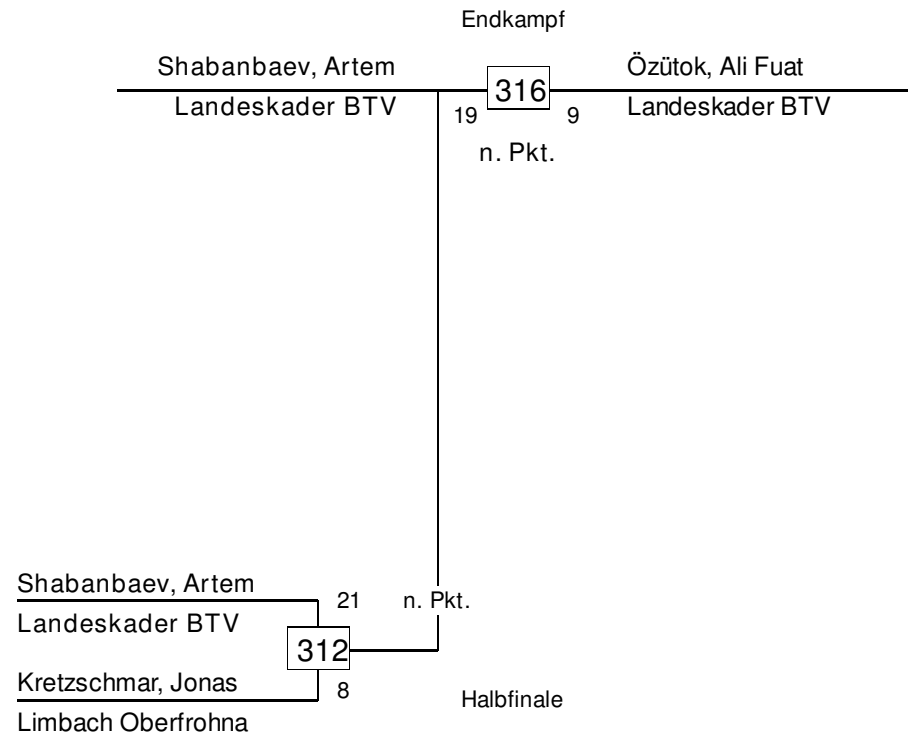 Endkampf
Shabanbaev, Artem
Landeskader BTV
316
19
9
n. Pkt.
Özütok, Ali Fuat
Landeskader BTV
Shabanbaev, Artem
Landeskader BTV
21
n. Pkt.
312
Kretzschmar, Jonas
Limbach Oberfrohna
8
Halbfinale